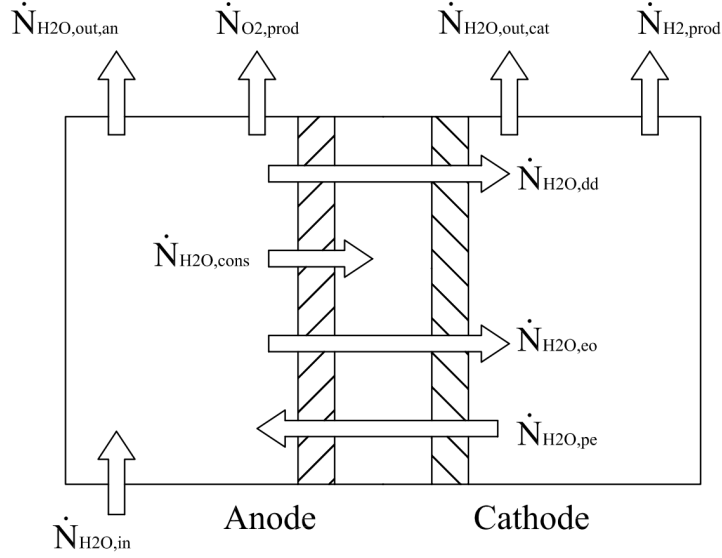 ṄH2O,out,an ṄO2,prod ṄH2O,out,cat ṄH2,prod
ṄH2O,dd
ṄH2O,cons
ṄH2O,eo
ṄH2O,pe
Anode Cathode
ṄH2O,in